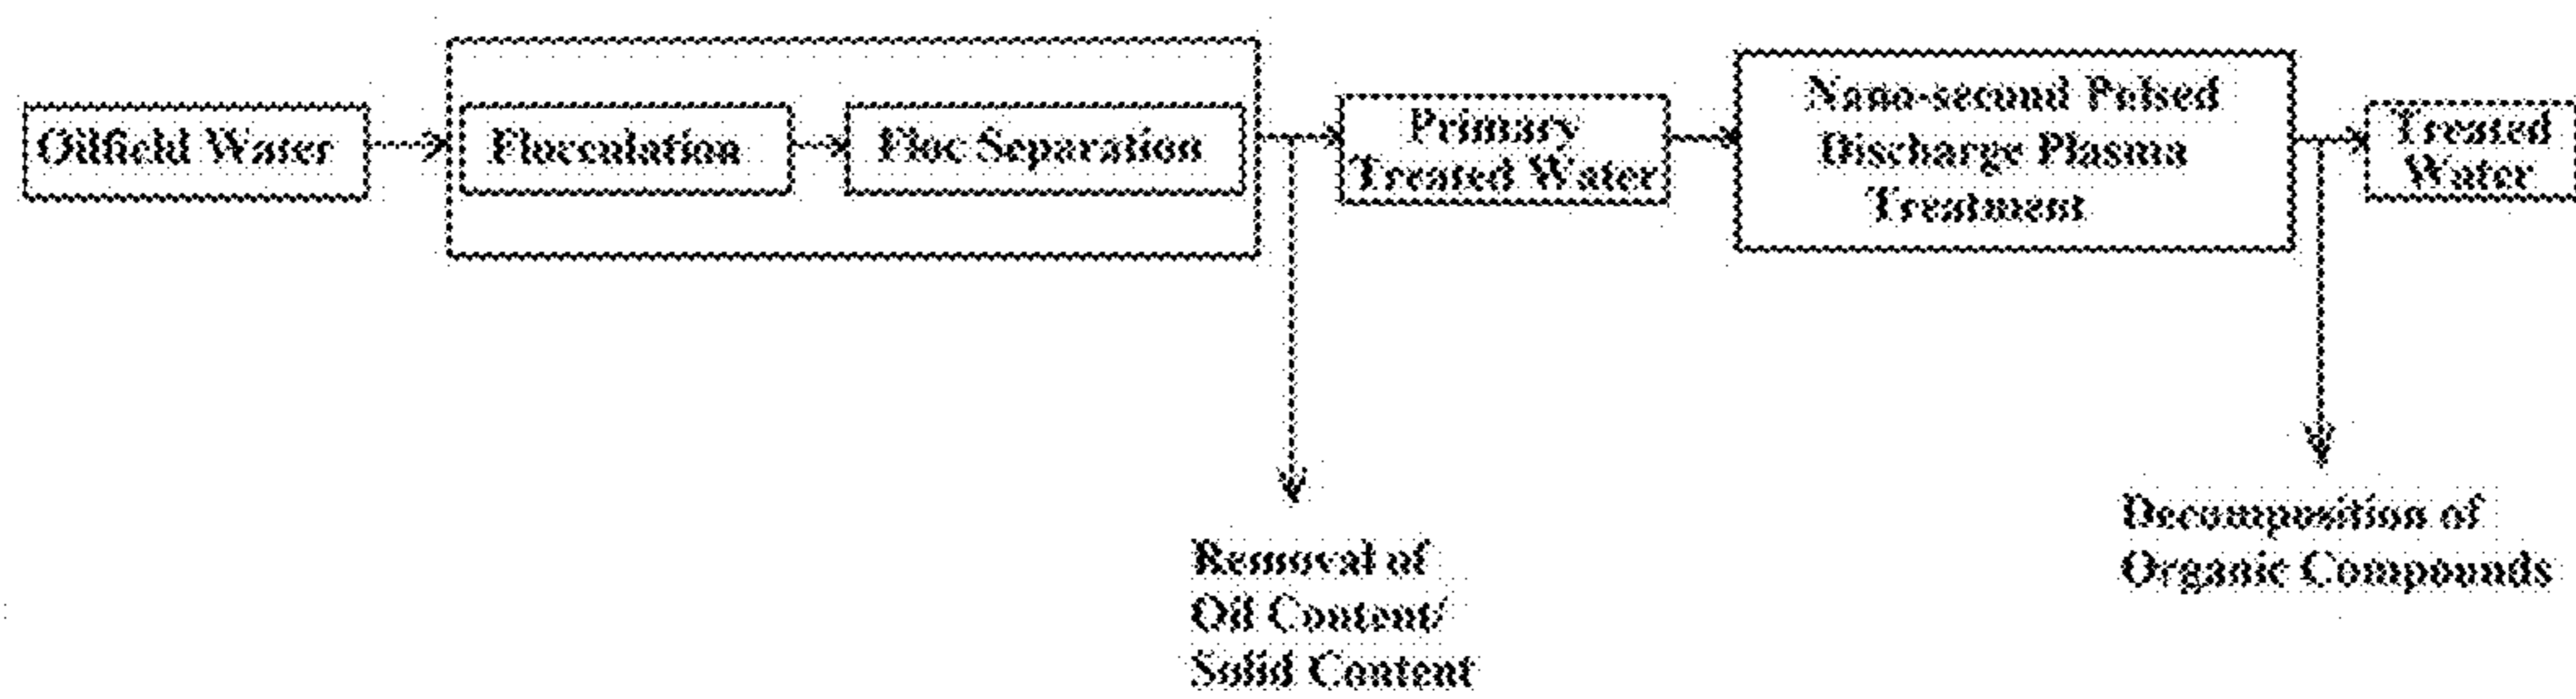 Oilfield Water
Flocculation
Floc Separation
Primary
Treated Water
Nano-second Pulsed
Discharge Plasma
Treatment
Treated
Water
Removal of
Oil Content/
Solid Content
Decomposition of
Organic Compounds